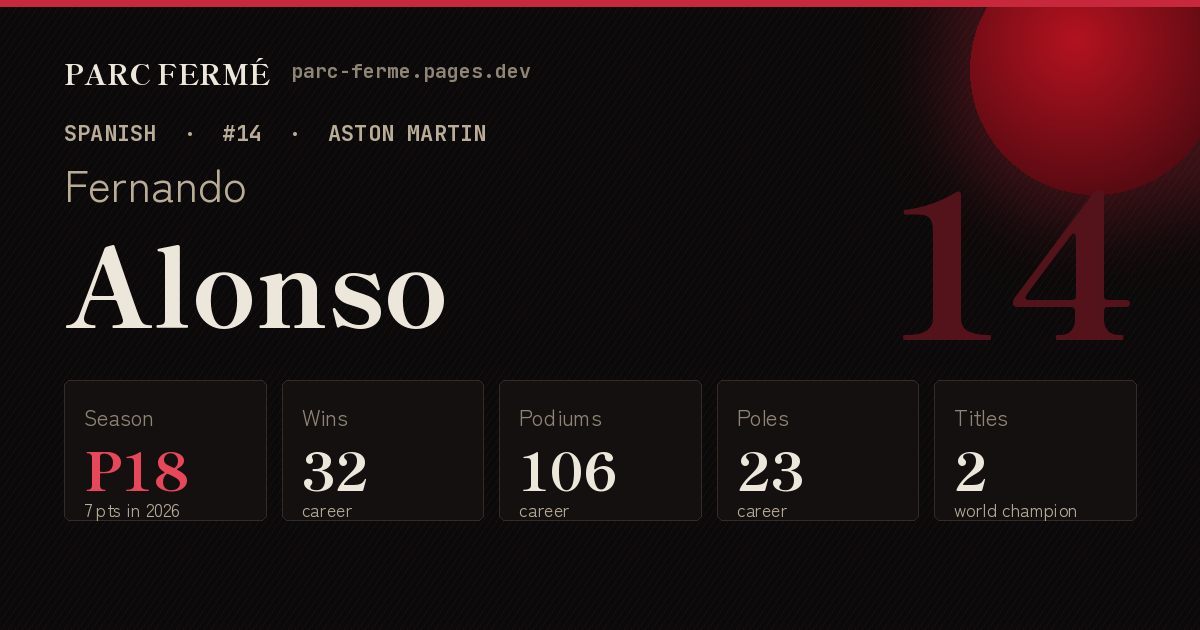 PARC FERMÉ parc-ferme.pages.dev
SPANISH · #14 · ASTON MARTIN
Fernando
Alonso
14
Season Wins Podiums Poles Titles
P18 32 106 23 2
7 pts in 2026 career career career world champion